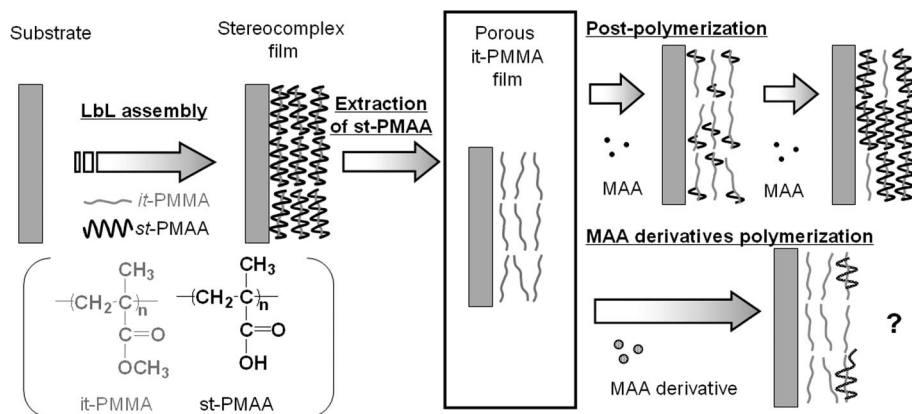 Substrate
Stereocomplex
film
Porous
it-PMMA
film
Post-polymerization
LbL assembly
Extraction
of st-PMAA
it-PMMA
st-PMAA
MAA
MAA
MAA derivatives polymerization
CH3
CH2-C
n
C=O
OCH3
it-PMMA
CH3
CH2-C
n
C=O
OH
st-PMAA
MAA derivative
?